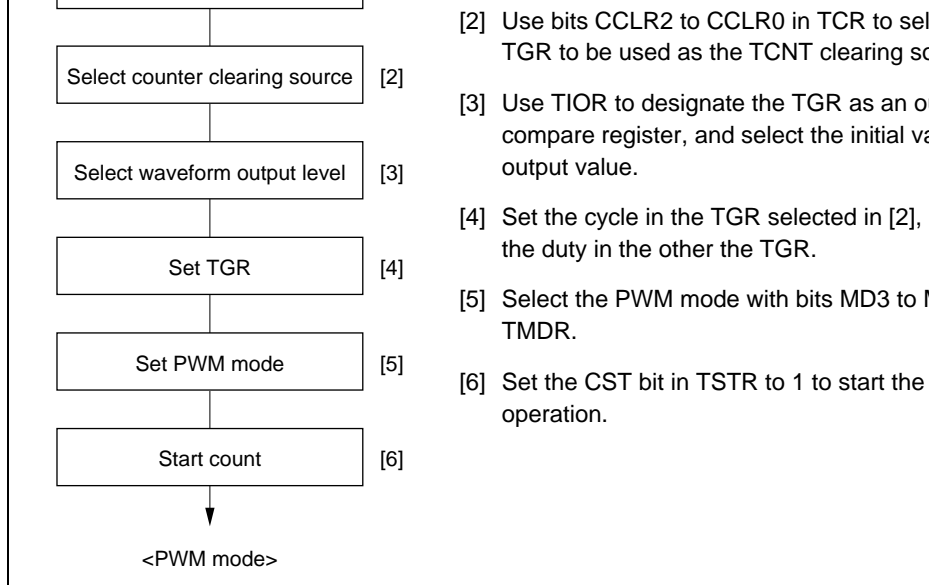 Select counter clearing source [2]
Select waveform output level [3]
Set TGR [4]
Set PWM mode [5]
Start count [6]
<PWM mode>
[2] Use bits CCLR2 to CCLR0 in TCR to
TGR to be used as the TCNT clearing
[3] Use TIOR to designate the TGR as an
compare register, and select the initial
output value.
[4] Set the cycle in the TGR selected in [2],
the duty in the other the TGR.
[5] Select the PWM mode with bits MD3 to
TMDR.
[6] Set the CST bit in TSTR to 1 to start the
operation.